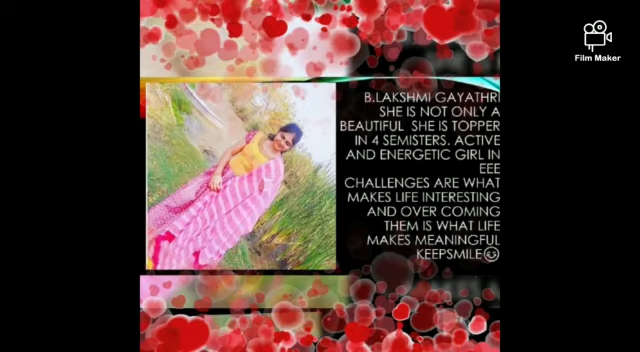 Film Maker
B.LAKSHMI GAYATHRI
SHE IS NOT ONLY A
BEAUTIFUL SHE IS TOPPER
IN 4 SEMISTERS. ACTIVE
AND ENERGETIC GIRL IN
EEE
CHALLENGES ARE WHAT
MAKES LIFE INTERESTING
AND OVER COMING
THEM IS WHAT LIFE
MAKES MEANINGFUL
KEEPSMILE☺